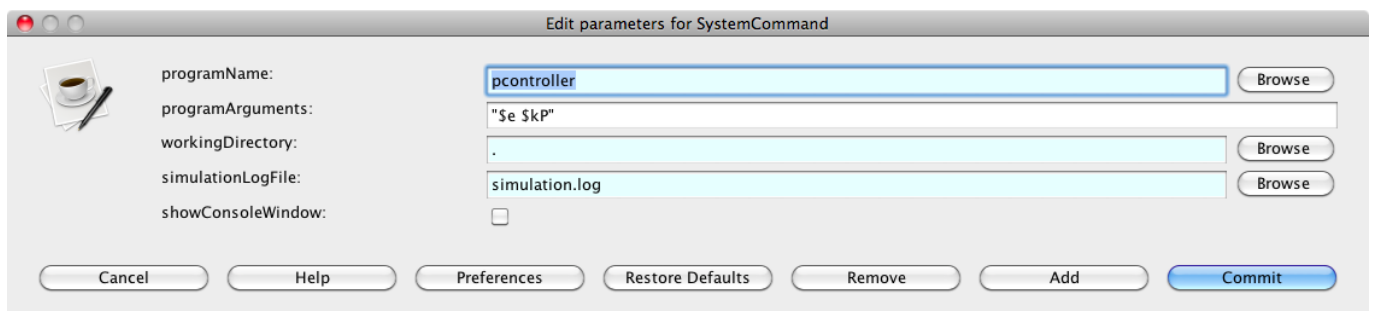 Edit parameters for SystemCommand
programName: pcontroller Browse
programArguments: "$e $kP"
workingDirectory: . Browse
simulationLogFile: simulation.log Browse
showConsoleWindow:
Cancel Help Preferences Restore Defaults Remove Add Commit